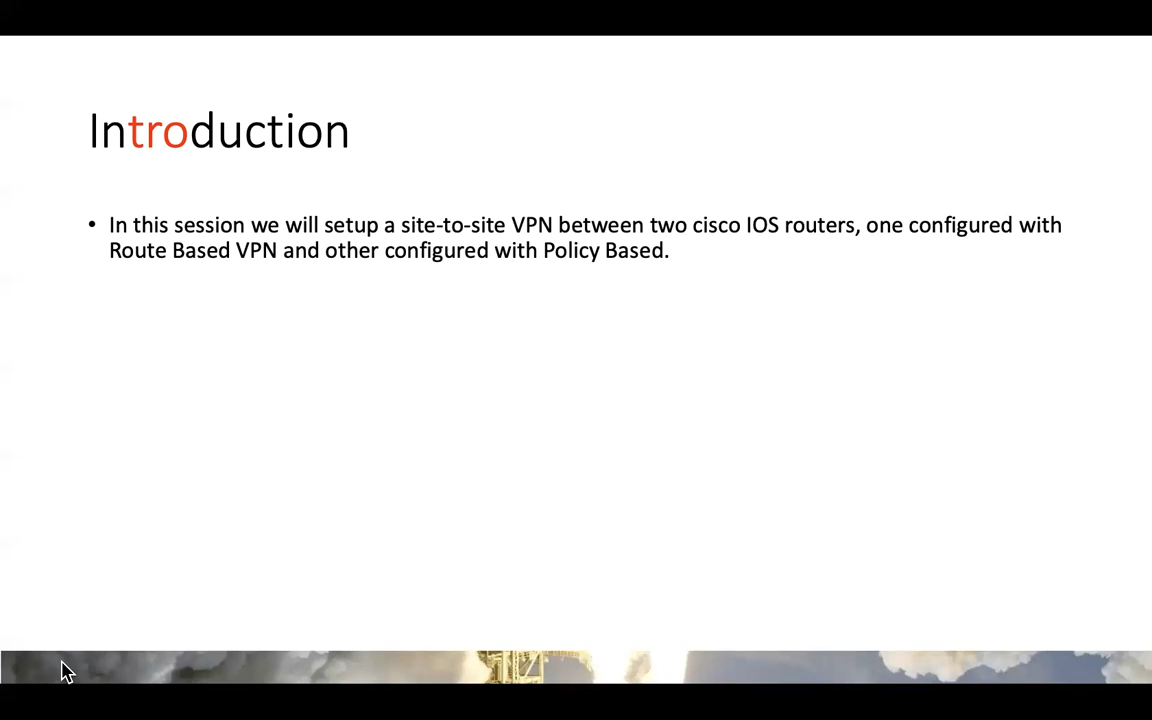 Introduction
• In this session we will setup a site-to-site VPN between two cisco IOS routers, one configured with
Route Based VPN and other configured with Policy Based.